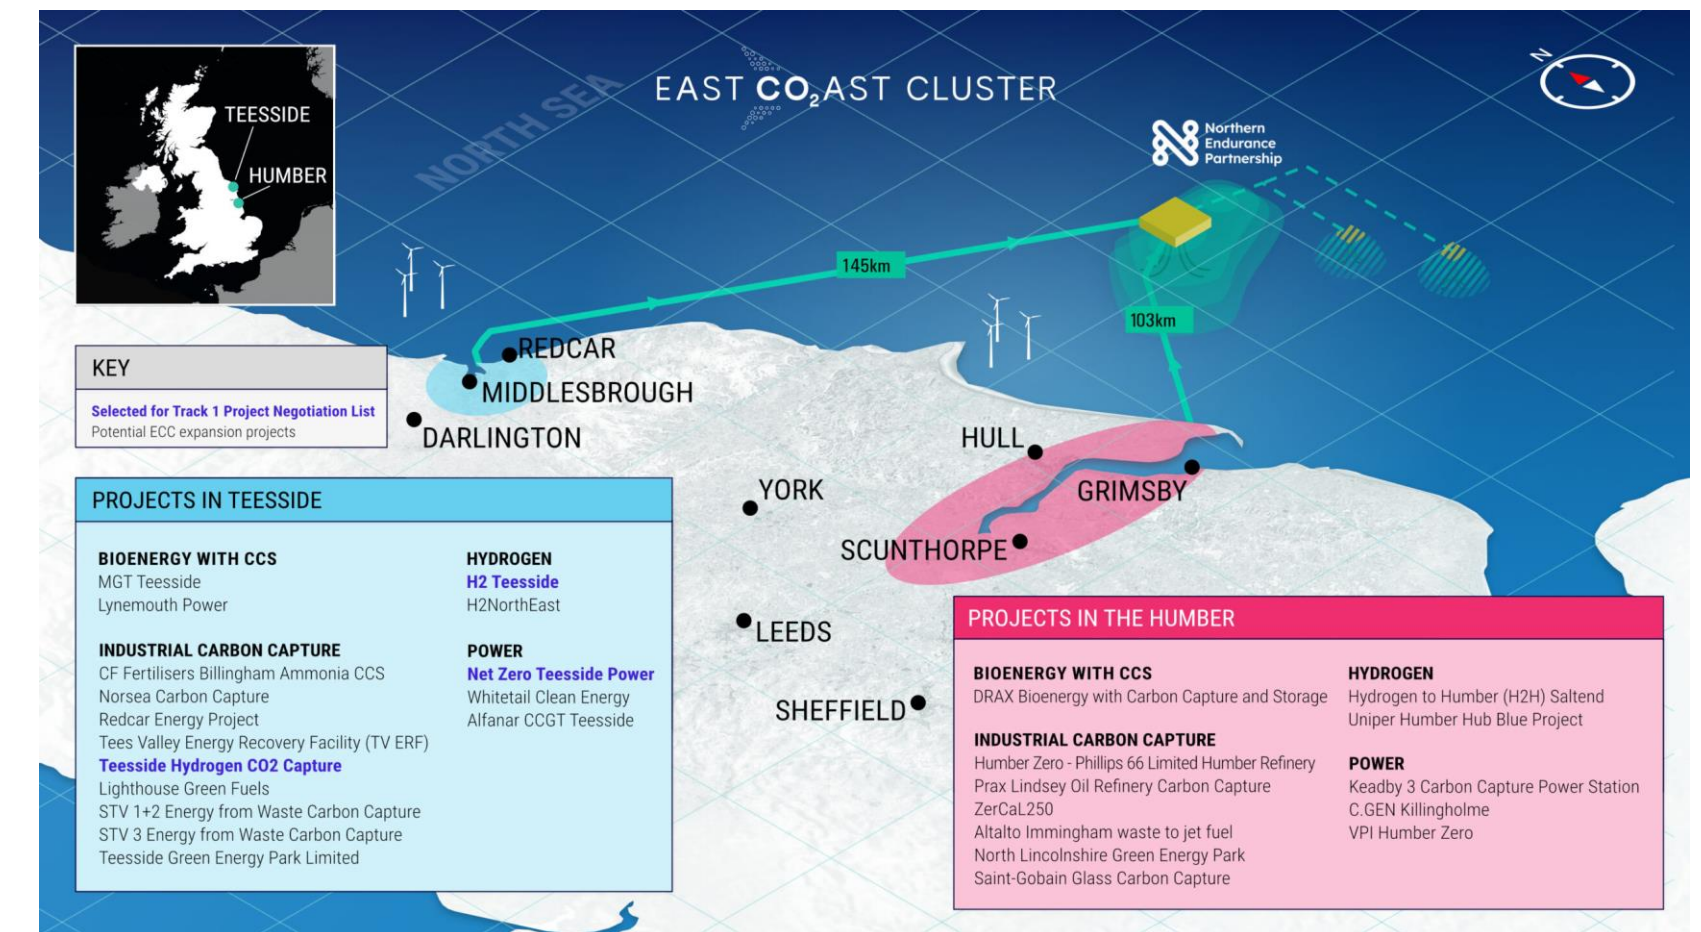 EAST CO₂AST CLUSTER
N
NORTH SEA
TEESSIDE
HUMBER
Northern
Endurance
Partnership
145km
103km
REDCAR
MIDDLESBROUGH
DARLINGTON
HULL
GRIMSBY
YORK
SCUNTHORPE
LEEDS
SHEFFIELD
KEY
Selected for Track 1 Project Negotiation List
Potential ECC expansion projects
PROJECTS IN TEESSIDE
BIOENERGY WITH CCS
MGT Teesside
Lynemouth Power
INDUSTRIAL CARBON CAPTURE
CF Fertilisers Billingham Ammonia CCS
Norsea Carbon Capture
Redcar Energy Project
Tees Valley Energy Recovery Facility (TV ERF)
Teesside Hydrogen CO2 Capture
Lighthouse Green Fuels
STV 1+2 Energy from Waste Carbon Capture
STV 3 Energy from Waste Carbon Capture
Teesside Green Energy Park Limited
HYDROGEN
H2 Teesside
H2NorthEast
POWER
Net Zero Teesside Power
Whitetail Clean Energy
Alfanar CCGT Teesside
PROJECTS IN THE HUMBER
BIOENERGY WITH CCS
DRAX Bioenergy with Carbon Capture and Storage
INDUSTRIAL CARBON CAPTURE
Humber Zero - Phillips 66 Limited Humber Refinery
Prax Lindsey Oil Refinery Carbon Capture
ZerCaL250
Altalto Immingham waste to jet fuel
North Lincolnshire Green Energy Park
Saint-Gobain Glass Carbon Capture
HYDROGEN
Hydrogen to Humber (H2H) Saltend
Uniper Humber Hub Blue Project
POWER
Keadby 3 Carbon Capture Power Station
C.GEN Killingholme
VPI Humber Zero